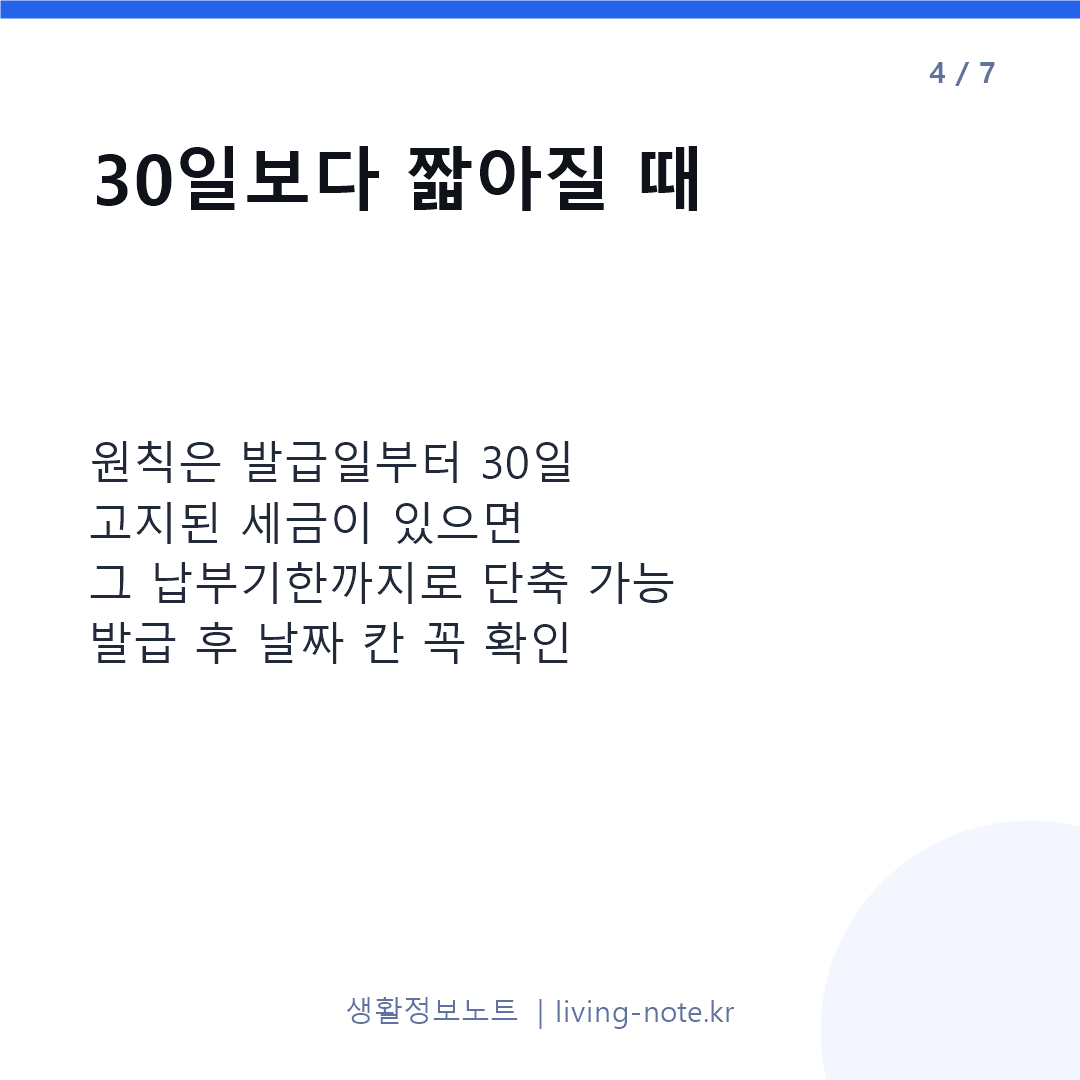 4 / 7
30일보다 짧아질 때
원칙은 발급일부터 30일
고지된 세금이 있으면
그 납부기한까지로 단축 가능
발급 후 날짜 칸 꼭 확인
생활정보노트 | living-note.kr